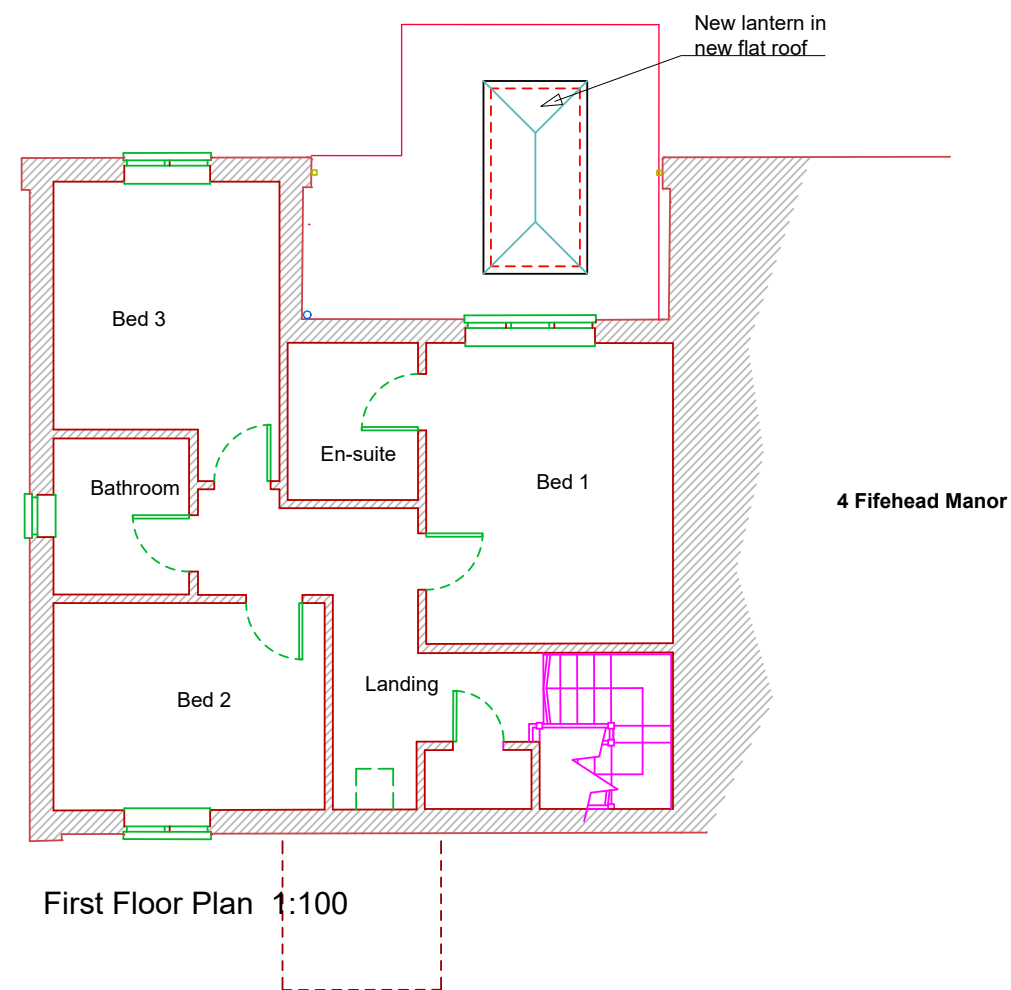 New lantern in
new flat roof
Bed 3
En-suite
Bathroom
Bed 1
4 Fifehead Manor
Bed 2
Landing
First Floor Plan 1:100